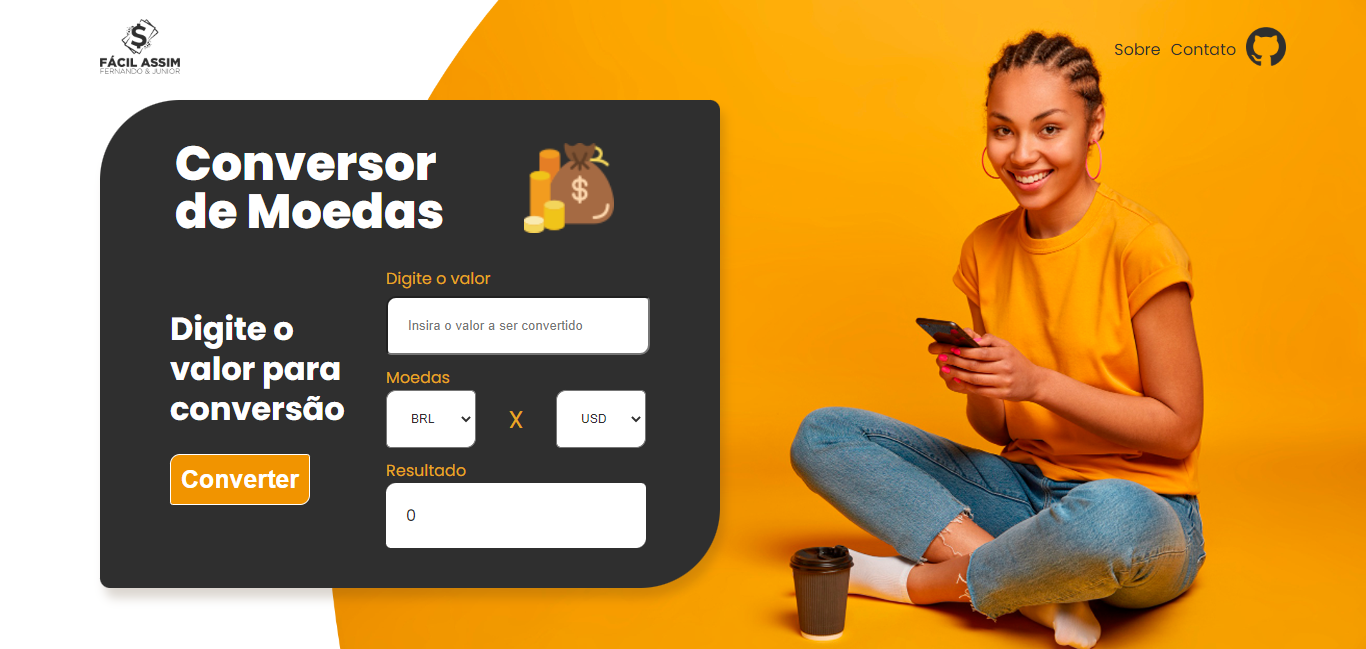 $
FÁCIL ASSIM
FERNANDO & JUNIOR
Sobre Contato
Conversor
de Moedas
$
Digite o valor
Insira o valor a ser convertido
Digite o
valor para
conversão
Moedas
BRL X USD
Converter
Resultado
0